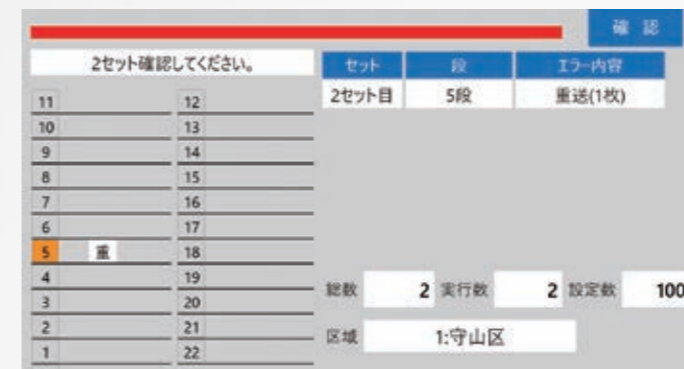 確 認
2セット確認してください。
セット 段 エラー内容
2セット目 5段 重送(1枚)
11 12
10 13
9 14
8 15
7 16
6 17
5 重 18
4 19
3 20
2 21
1 22
総数 2 実行数 2 設定数 100
区域 1:守山区